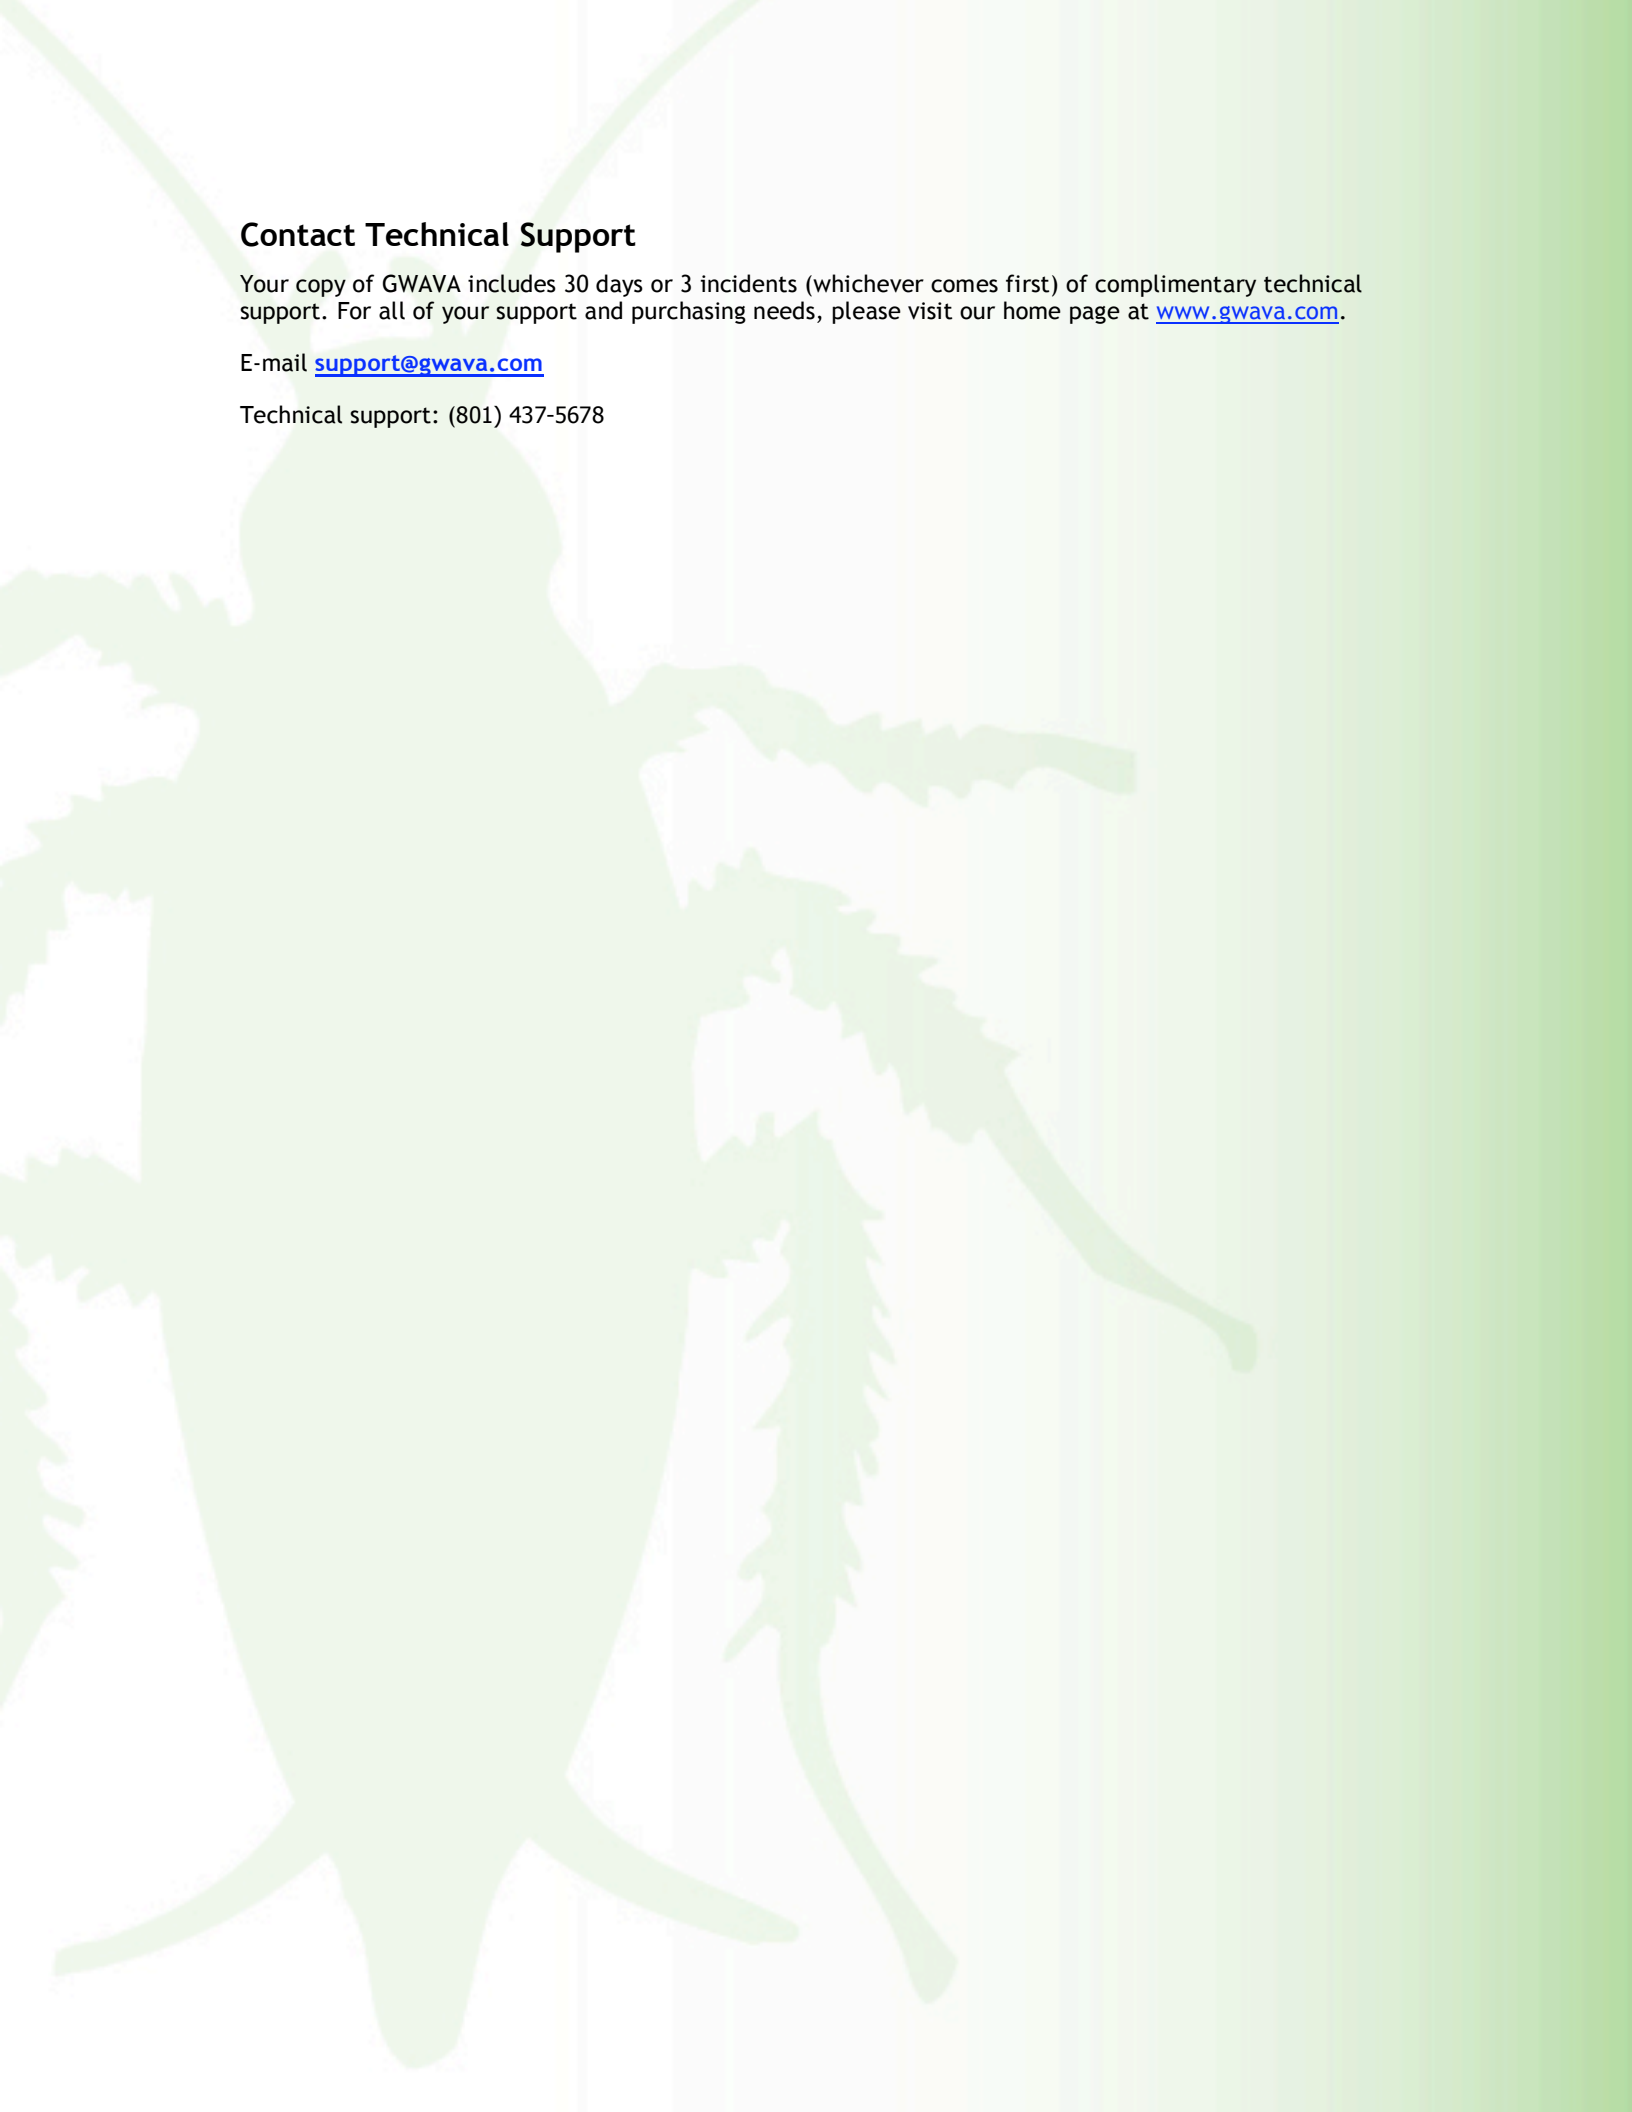 Contact Technical Support
Your copy of GWAVA includes 30 days or 3 incidents (whichever comes first) of complimentary technical
support. For all of your support and purchasing needs, please visit our home page at www.gwava.com.
E-mail support@gwava.com
Technical support: (801) 437-5678